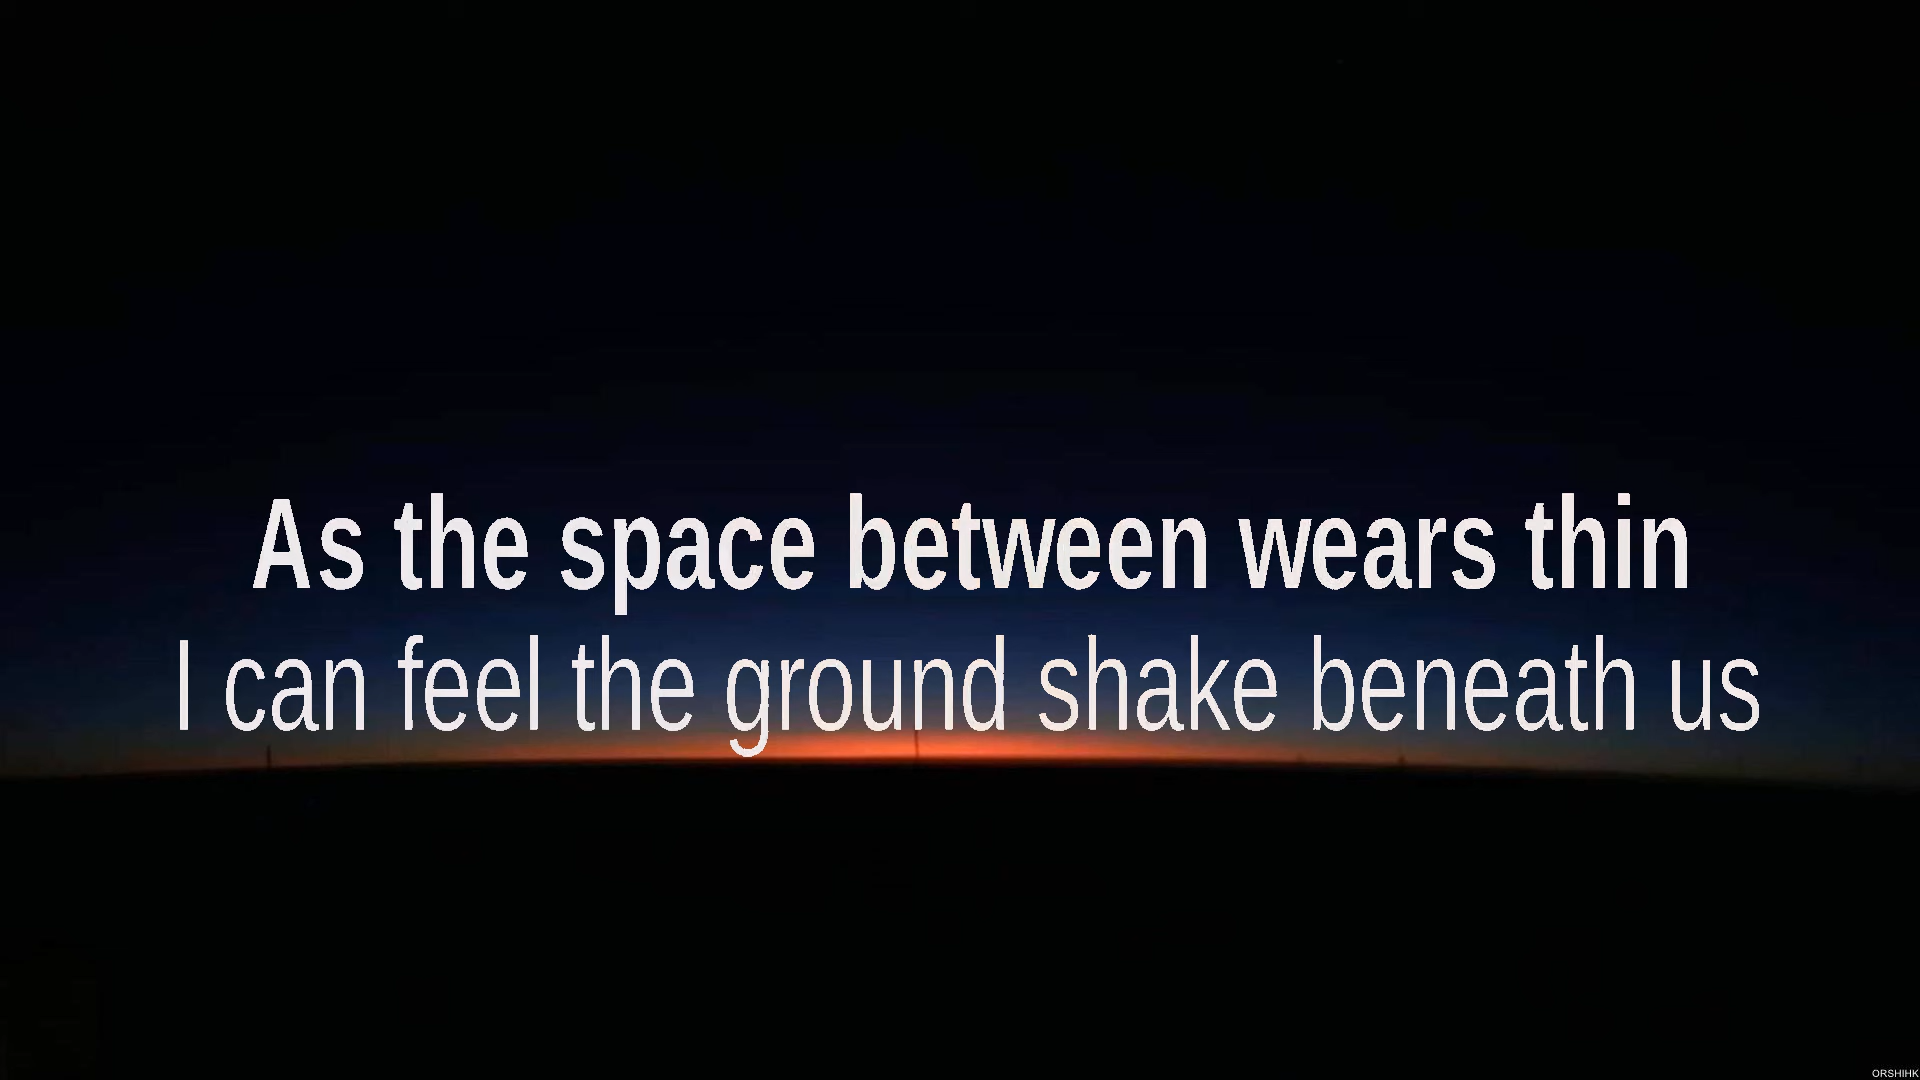 As the space between wears thin
I can feel the ground shake beneath us
ORSHIHK